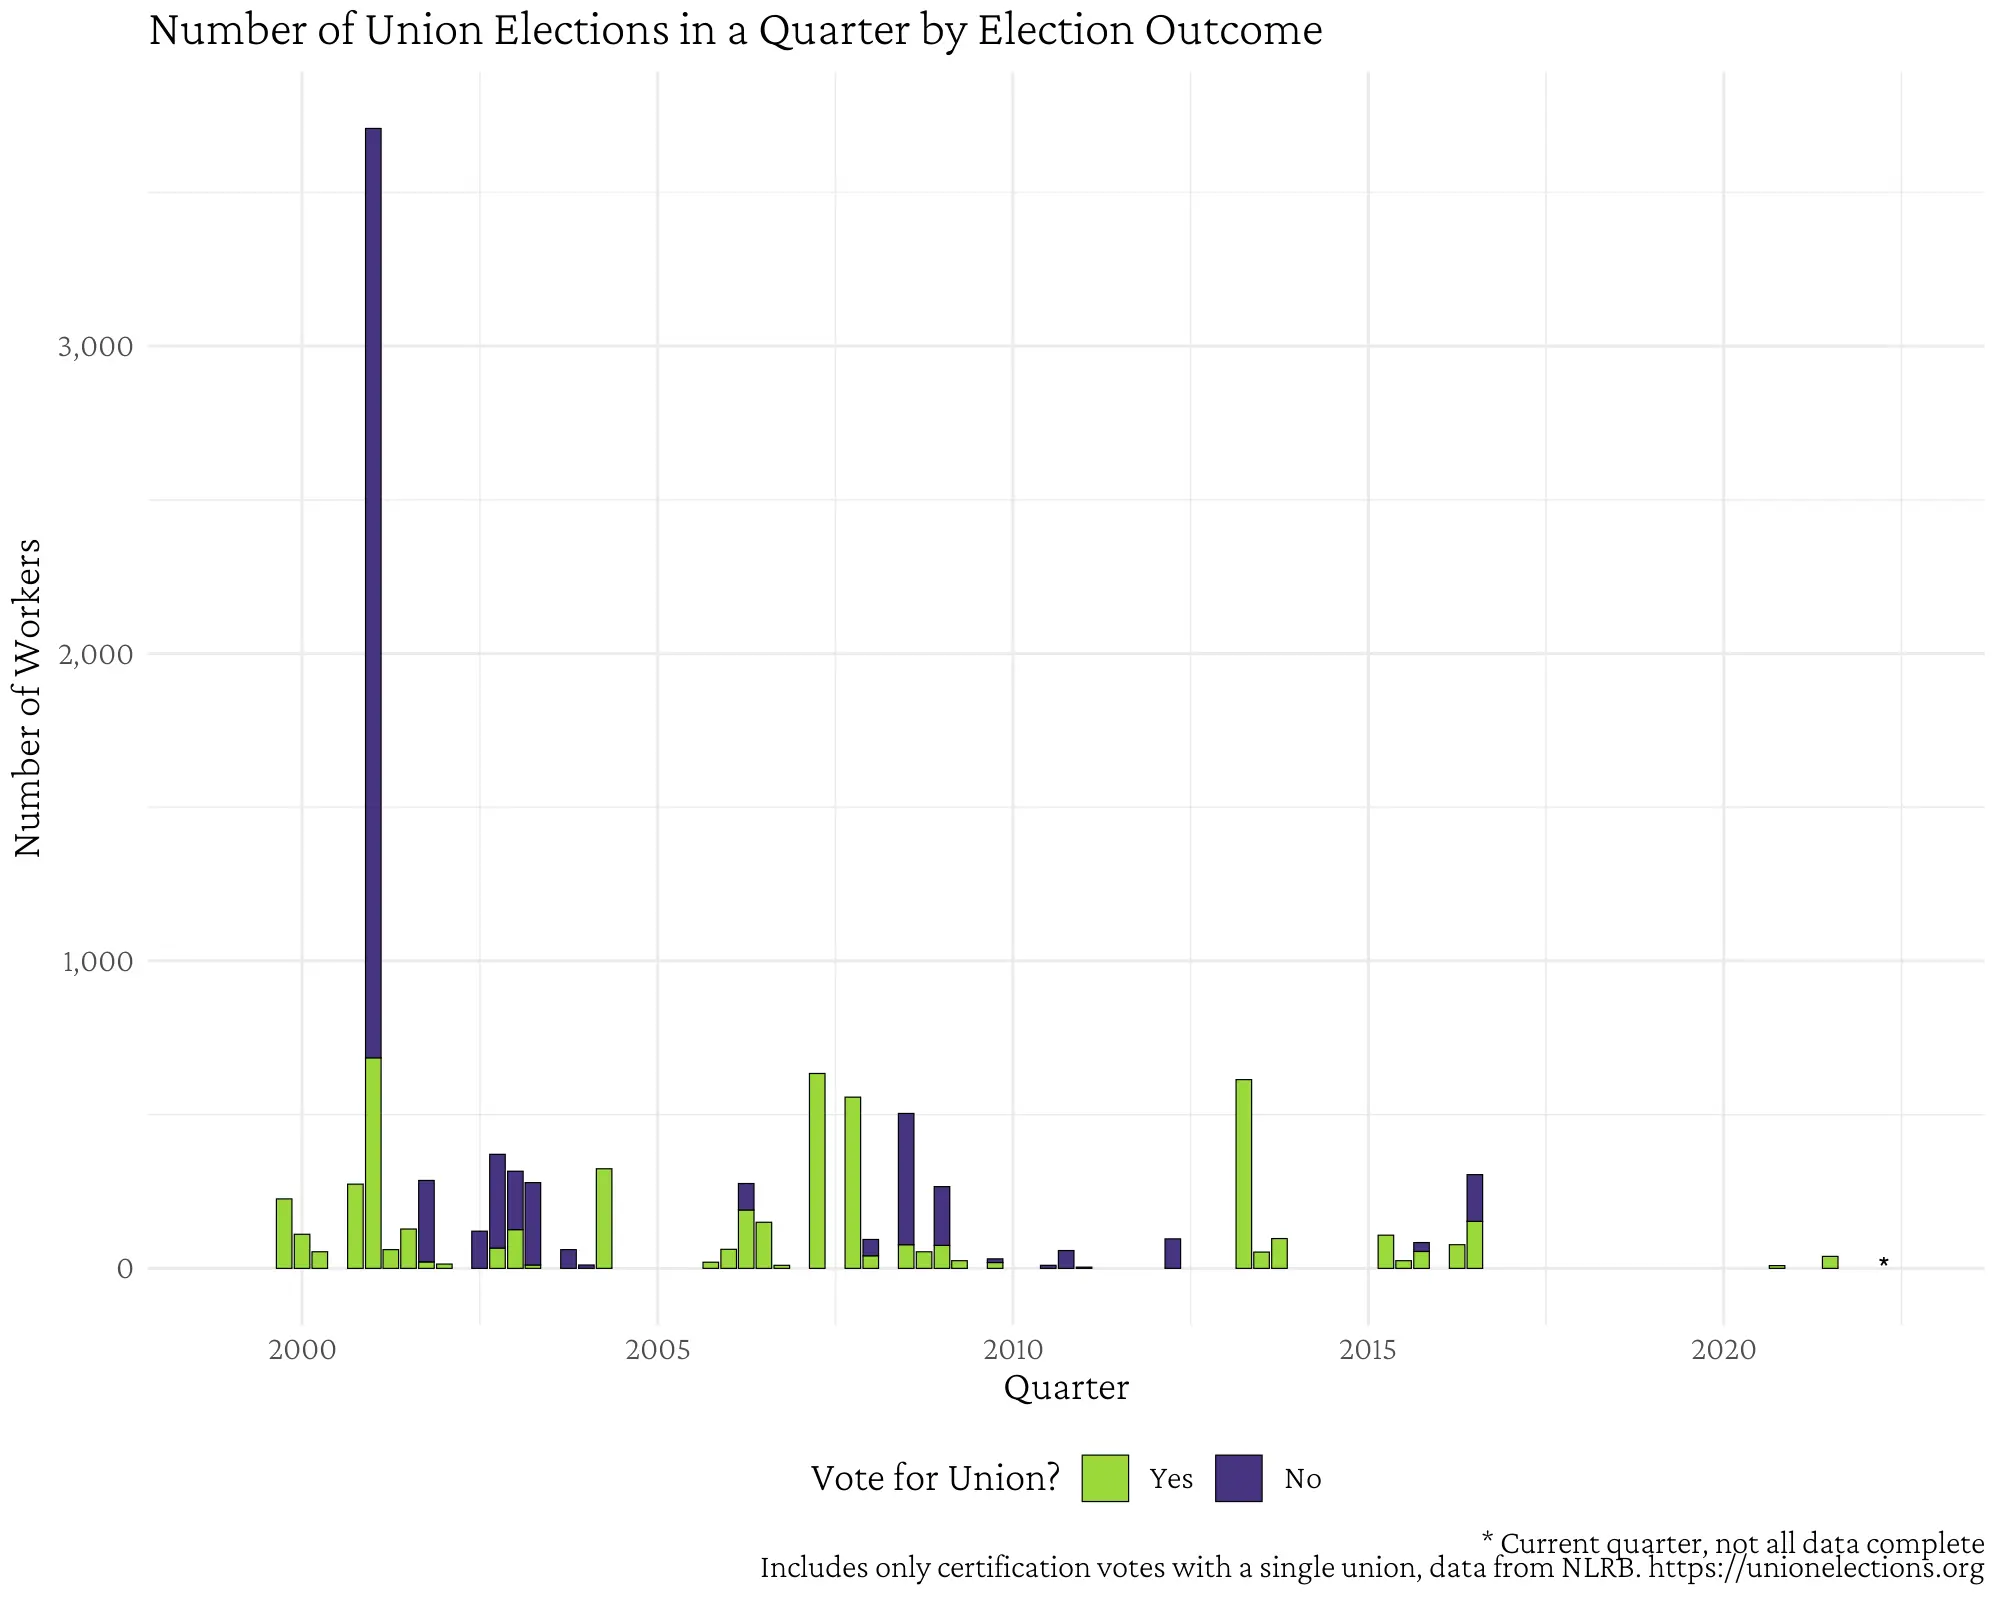 Number of Union Elections in a Quarter by Election Outcome
Number of Workers
3,000
2,000
1,000
0
*
2000 2005 2010 2015 2020
Quarter
Vote for Union? Yes No
* Current quarter, not all data complete
Includes only certification votes with a single union, data from NLRB. https://unionelections.org